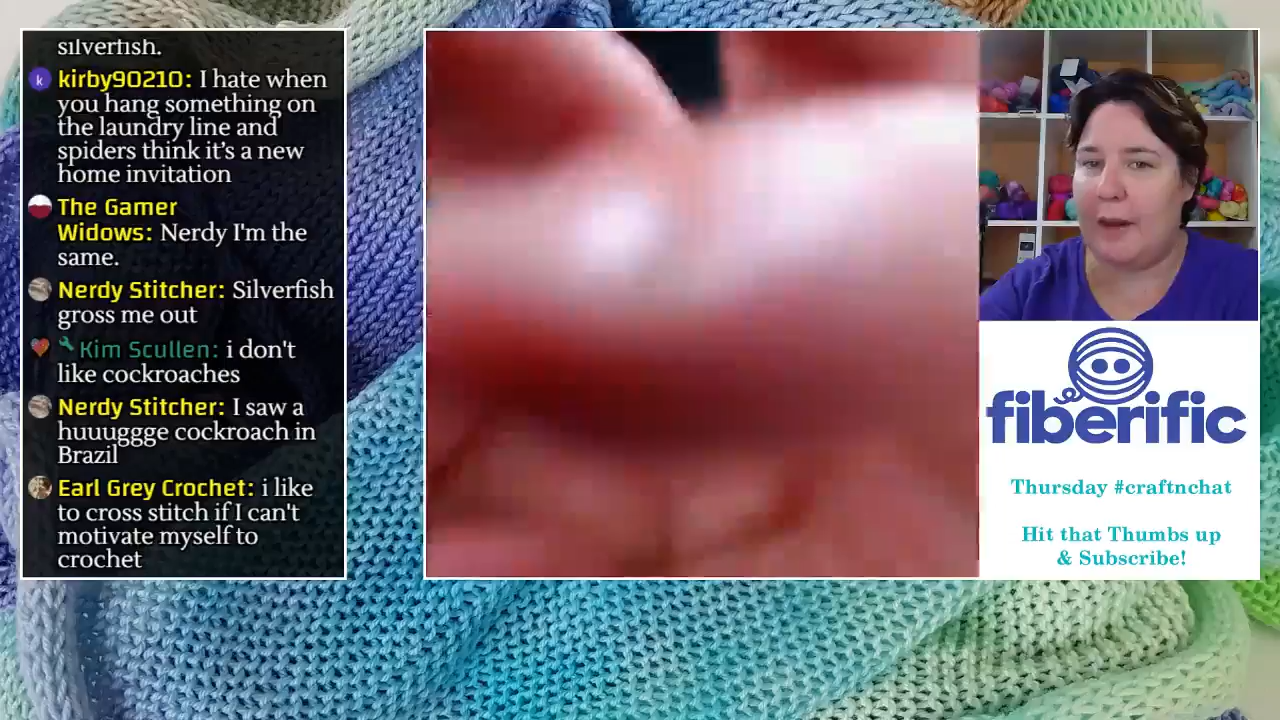 silverfish.
kirby90210: I hate when
you hang something on
the laundry line and
spiders think it's a new
home invitation
The Gamer
Widows: Nerdy I'm the
same.
Nerdy Stitcher: Silverfish
gross me out
Kim Scullen: i don't
like cockroaches
Nerdy Stitcher: I saw a
huuuggge cockroach in
Brazil
Earl Grey Crochet: i like
to cross stitch if I can't
motivate myself to
crochet
fiberific
Thursday #craftnchat
Hit that Thumbs up
& Subscribe!